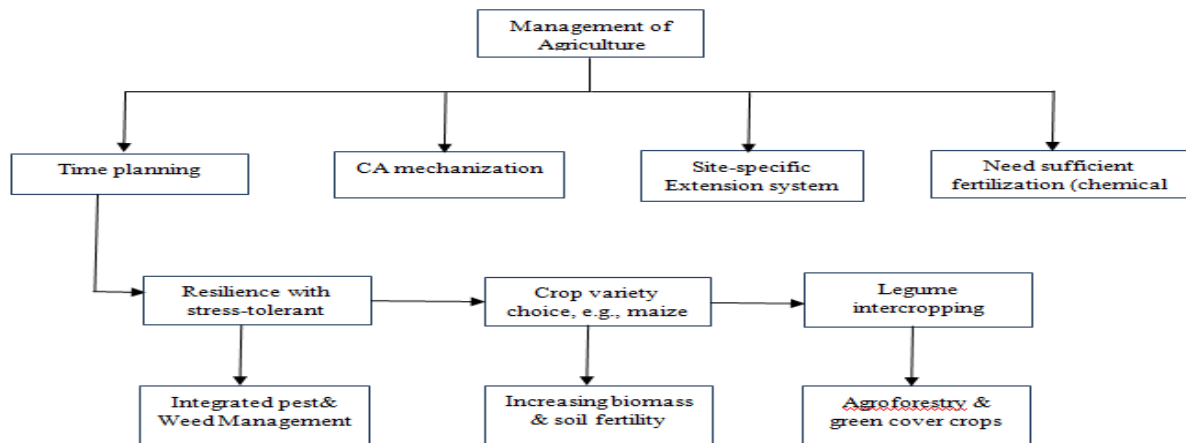 Management of
Agriculture
Time planning
CA mechanization
Site-specific
Extension system
Need sufficient
fertilization (chemical
Resilience with
stress-tolerant
Crop variety
choice, e.g., maize
Legume
intercropping
Integrated pest&
Weed Management
Increasing biomass
& soil fertility
Agroforestry &
green cover crops